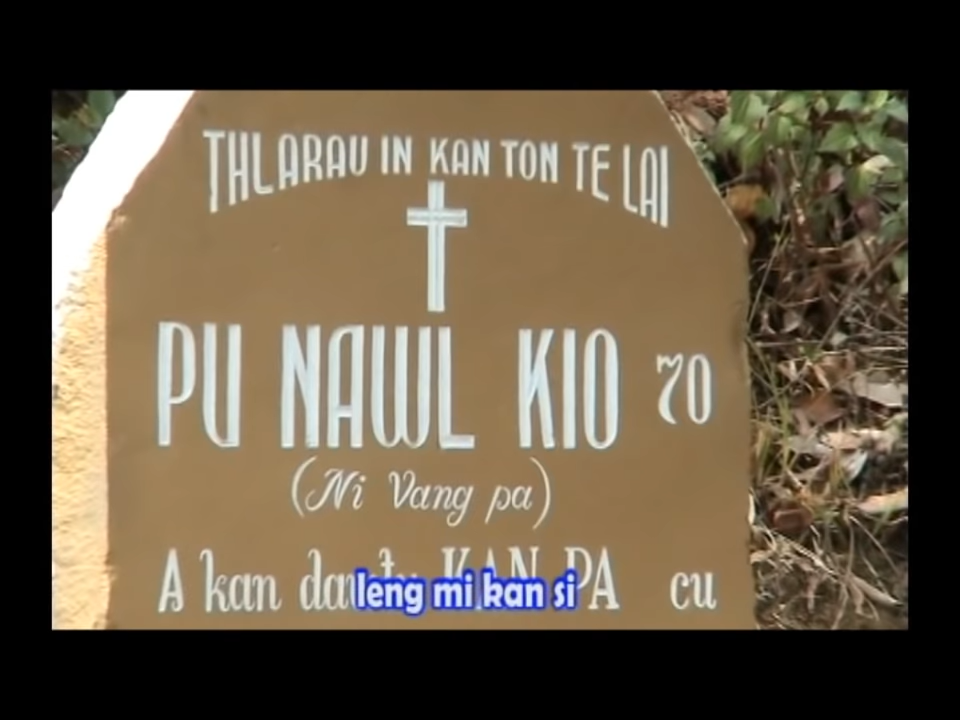 THLARAU IN KAN TON TE LAI
PU NAWL KIO 70
(Ni Vang pa)
A kan KAN PA cu
leng mi kan si